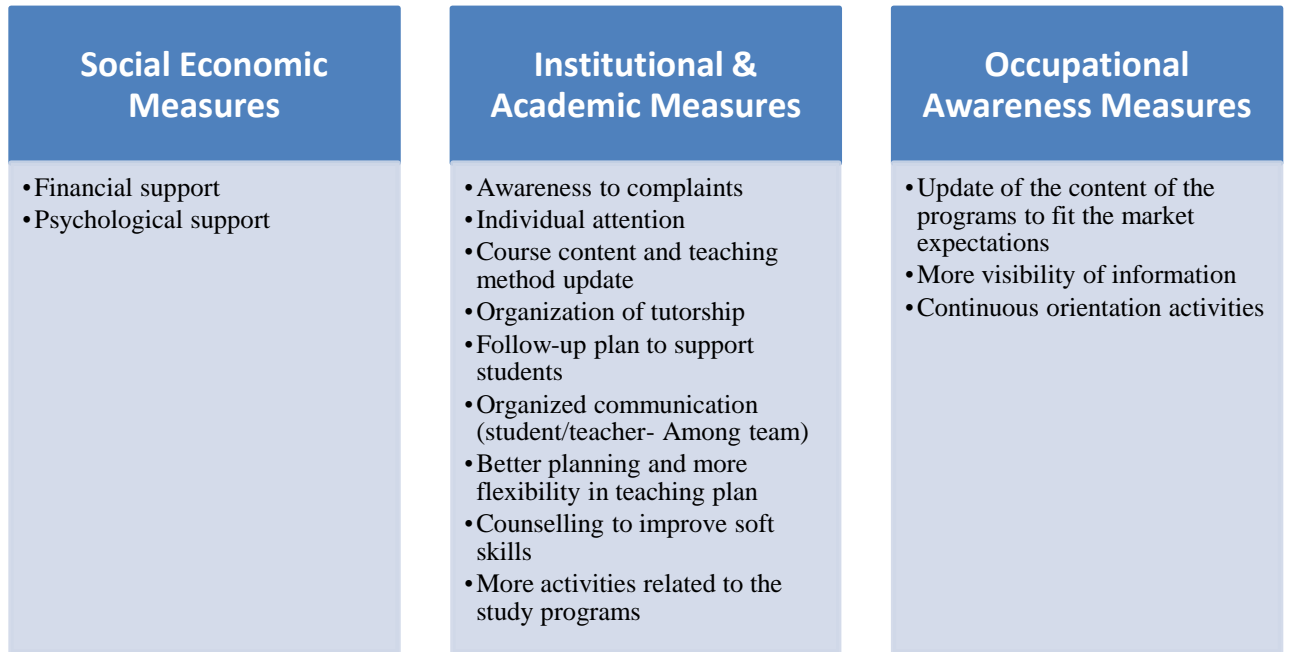 Social Economic
Measures
•Financial support
•Psychological support
Institutional &
Academic Measures
•Awareness to complaints
•Individual attention
•Course content and teaching
method update
•Organization of tutorship
•Follow-up plan to support
students
•Organized communication
(student/teacher- Among team)
•Better planning and more
flexibility in teaching plan
•Counselling to improve soft
skills
•More activities related to the
study programs
Occupational
Awareness Measures
•Update of the content of the
programs to fit the market
expectations
•More visibility of information
•Continuous orientation activities